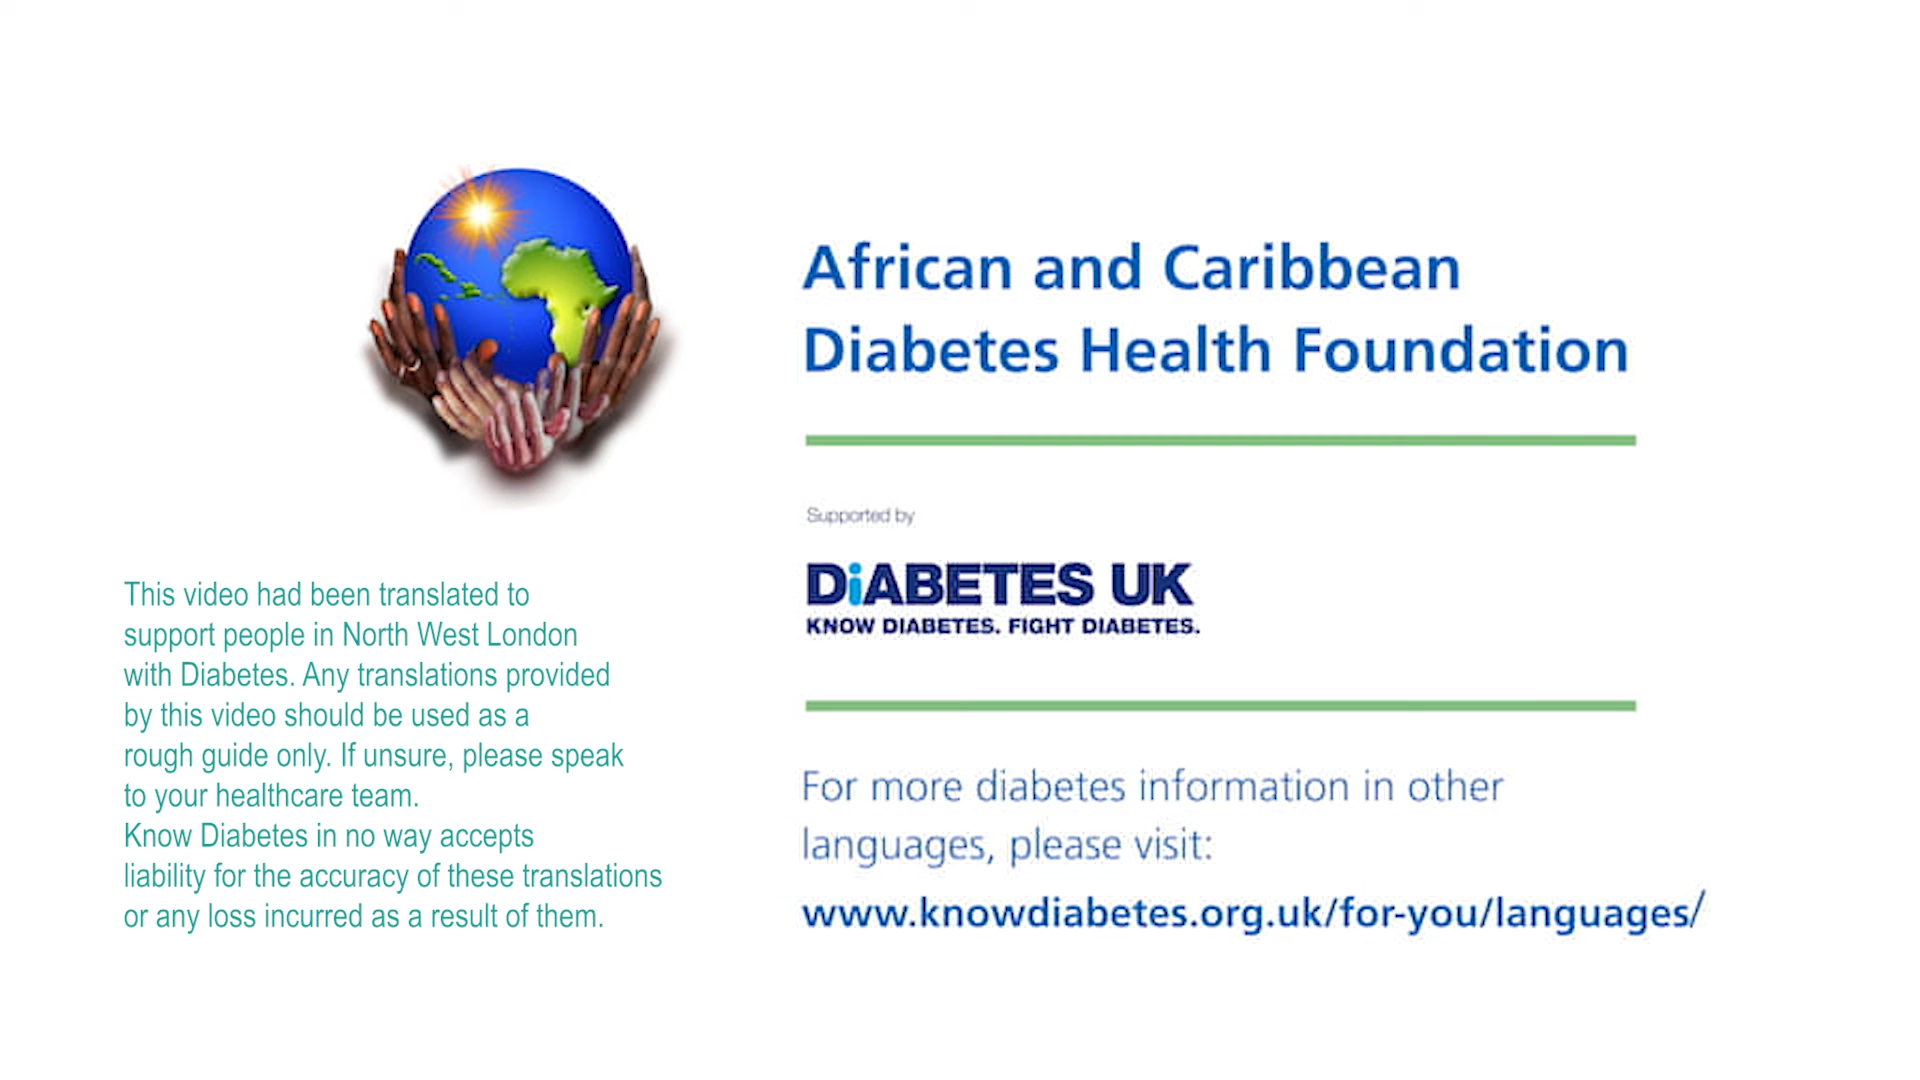 African and Caribbean
Diabetes Health Foundation
Supported by
DiABETES UK
KNOW DIABETES. FIGHT DIABETES.
This video had been translated to
support people in North West London
with Diabetes. Any translations provided
by this video should be used as a
rough guide only. If unsure, please speak
to your healthcare team.
Know Diabetes in no way accepts
liability for the accuracy of these translations
or any loss incurred as a result of them.
For more diabetes information in other
languages, please visit:
www.knowdiabetes.org.uk/for-you/languages/